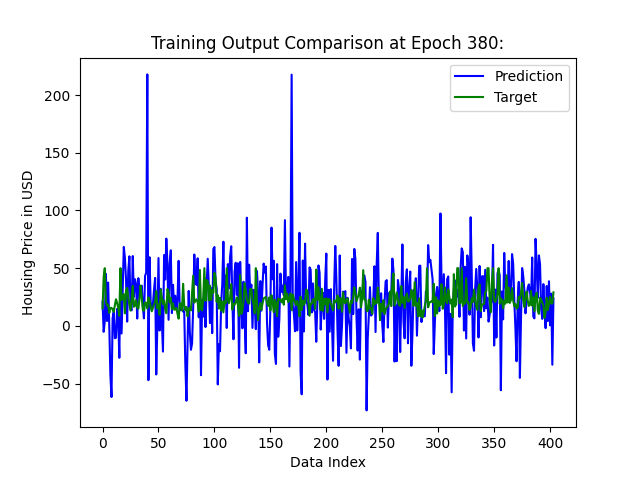 Training Output Comparison at Epoch 380:
Prediction
Target
Housing Price in USD
200
150
100
50
0
−50
0 50 100 150 200 250 300 350 400
Data Index